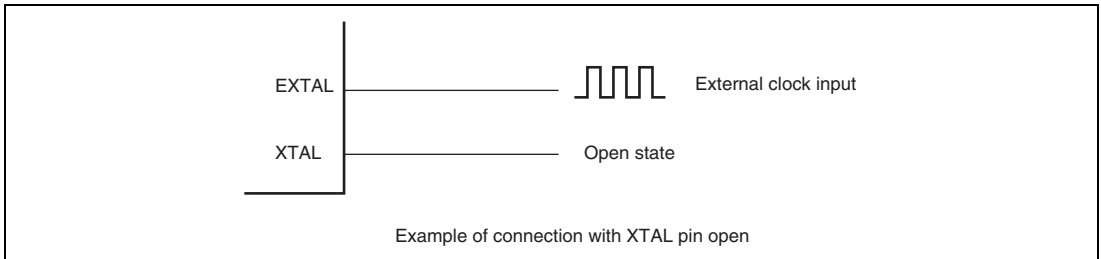 EXTAL External clock input
XTAL Open state
Example of connection with XTAL pin open